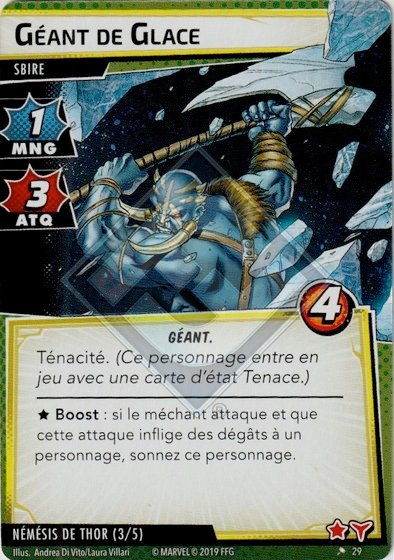 GÉANT DE GLACE
SBIRE
1
MNG
3
ATQ
4
GÉANT.
Ténacité. (Ce personnage entre en
jeu avec une carte d'état Tenace.)
★ Boost : si le méchant attaque et que
cette attaque inflige des dégâts à un
personnage, sonnez ce personnage.
NÉMÉSIS DE THOR (3/5)
Illus. Andrea Di Vito/Laura Villari
© MARVEL © 2019 FFG
29